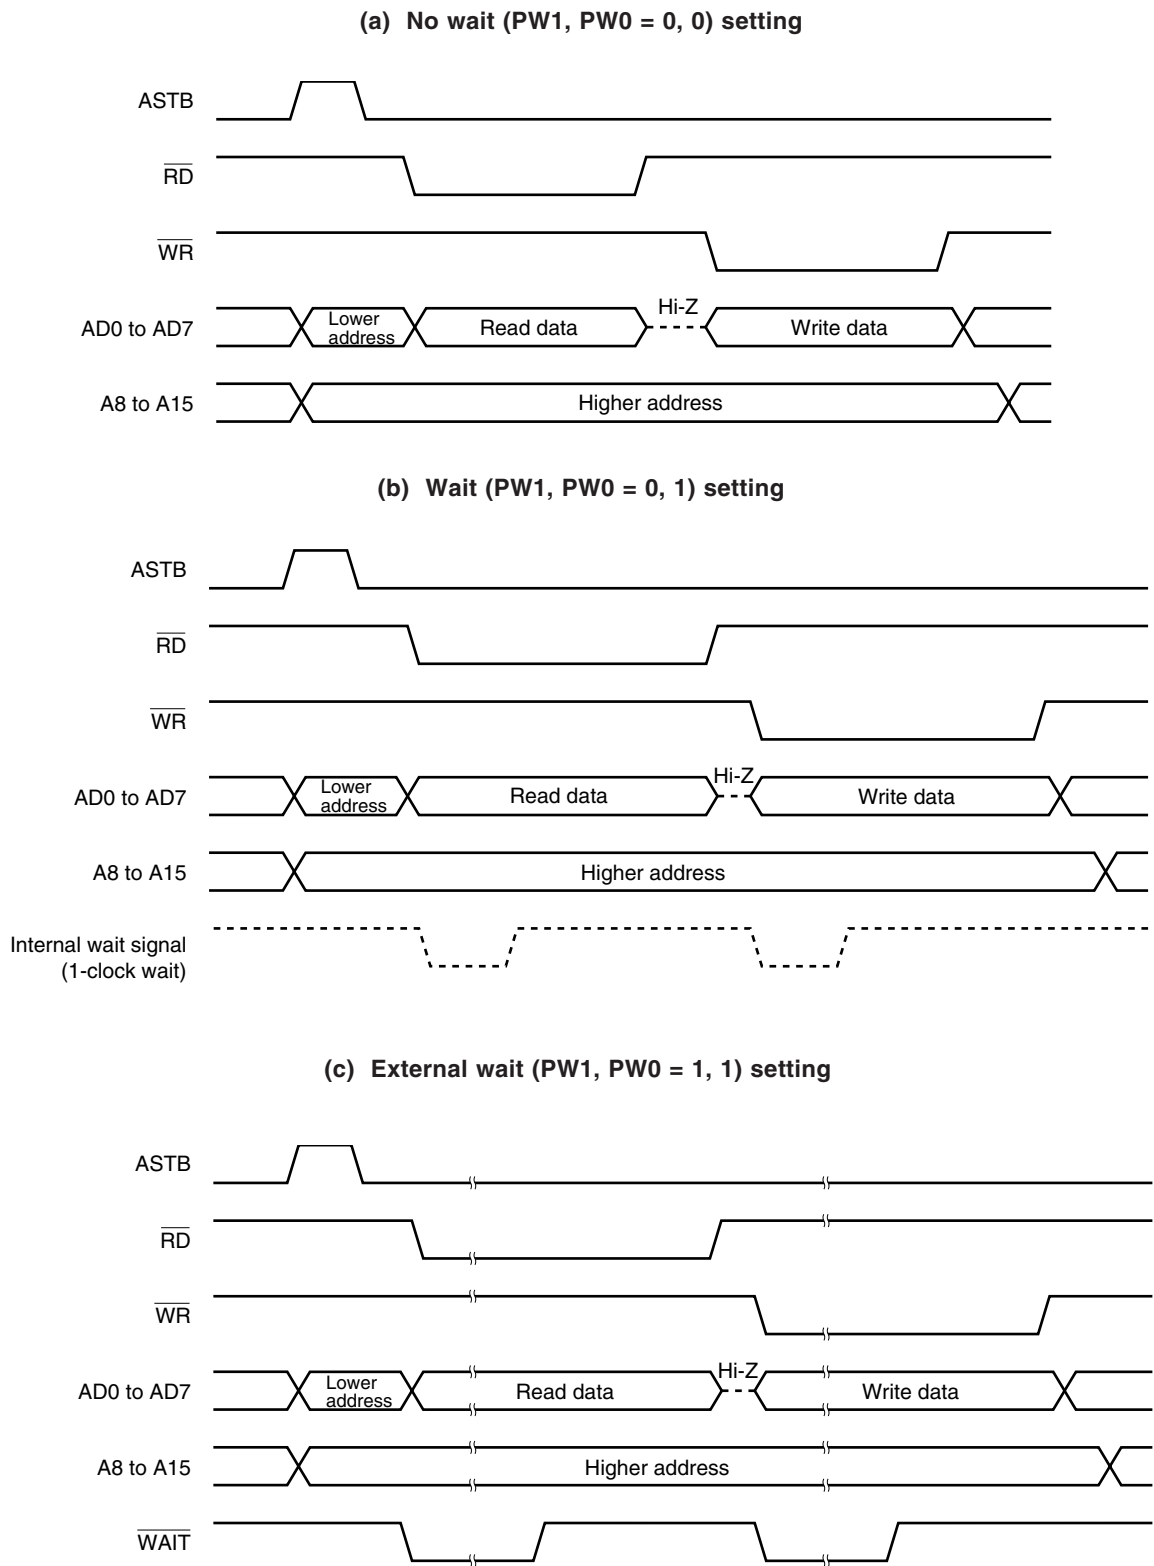 (a) No wait (PW1, PW0 = 0, 0) setting
ASTB
RD
WR
AD0 to AD7
Lower
address
Read data
Hi-Z
Write data
A8 to A15
Higher address
(b) Wait (PW1, PW0 = 0, 1) setting
ASTB
RD
WR
AD0 to AD7
Lower
address
Read data
Hi-Z
Write data
A8 to A15
Higher address
Internal wait signal
(1-clock wait)
(c) External wait (PW1, PW0 = 1, 1) setting
ASTB
RD
WR
AD0 to AD7
Lower
address
Read data
Hi-Z
Write data
A8 to A15
Higher address
WAIT